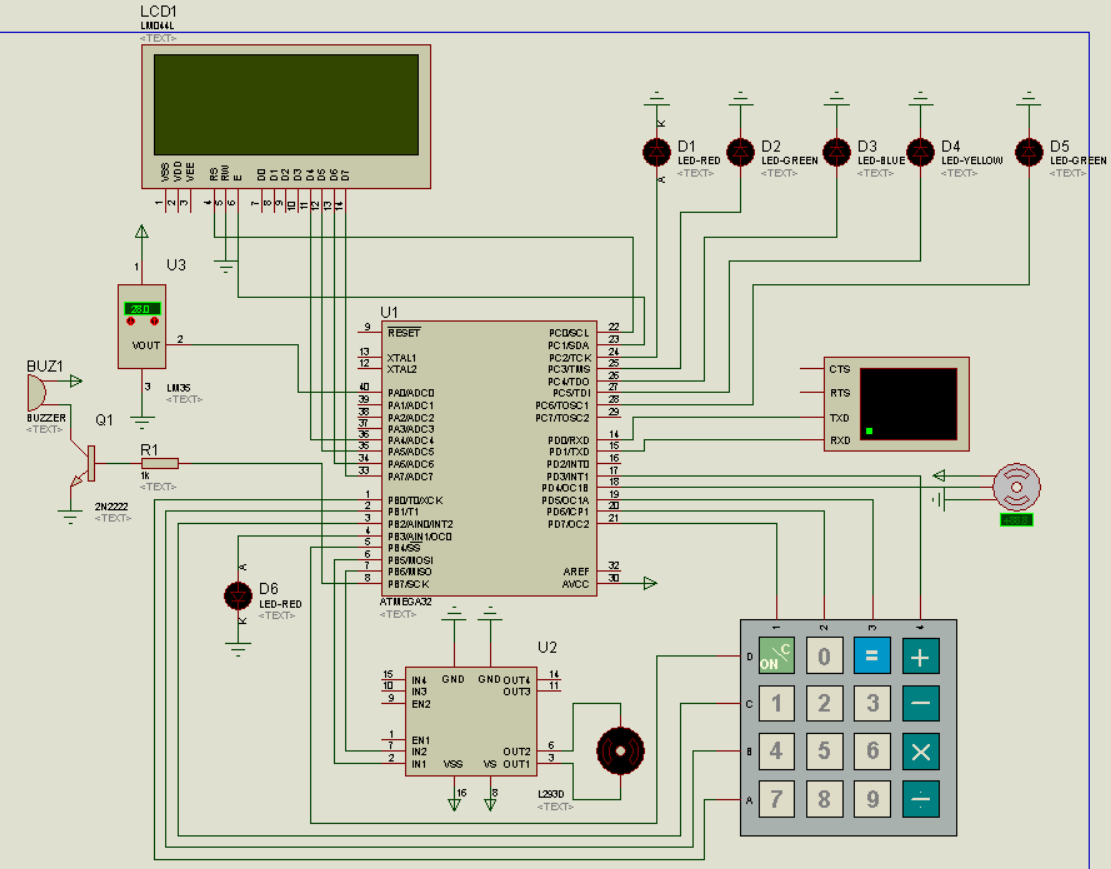 LCD1
LM044L
<TEXT>
VSS
VDD
VEE
RS
RW
E
D0
D1
D2
D3
D4
D5
D6
D7
1
2
3
4
5
6
7
8
9
10
11
12
13
14
D1
LED-RED
<TEXT>
K
A
D2
LED-GREEN
<TEXT>
D3
LED-BLUE
<TEXT>
D4
LED-YELLOW
<TEXT>
D5
LED-GREEN
<TEXT>
U3
1
28.0
VOUT
2
3
LM35
<TEXT>
BUZ1
BUZZER
<TEXT>
Q1
2N2222
<TEXT>
R1
1k
<TEXT>
U1
9 RESET
13 XTAL1
12 XTAL2
40 PA0/ADC0
39 PA1/ADC1
38 PA2/ADC2
37 PA3/ADC3
36 PA4/ADC4
35 PA5/ADC5
34 PA6/ADC6
33 PA7/ADC7
1 PB0/T0/XCK
2 PB1/T1
3 PB2/AIN0/INT2
4 PB3/AIN1/OC0
5 PB4/SS
6 PB5/MOSI
7 PB6/MISO
8 PB7/SCK
PC0/SCL 22
PC1/SDA 23
PC2/TCK 24
PC3/TMS 25
PC4/TDO 26
PC5/TDI 27
PC6/TOSC1 28
PC7/TOSC2 29
PD0/RXD 14
PD1/TXD 15
PD2/INT0 16
PD3/INT1 17
PD4/OC1B 18
PD5/OC1A 19
PD6/ICP1 20
PD7/OC2 21
AREF 32
AVCC 30
ATMEGA32
<TEXT>
CTS
RTS
TXD
RXD
D6
LED-RED
<TEXT>
A
K
U2
15 IN4
10 IN3
9 EN2
1 EN1
7 IN2
2 IN1
GND
GND
OUT4 14
OUT3 11
OUT2 6
OUT1 3
VSS
VS
16
8
L293D
<TEXT>
1
2
3
4
D
C
B
A
ON/C 0 = +
1 2 3 −
4 5 6 ×
7 8 9 ÷